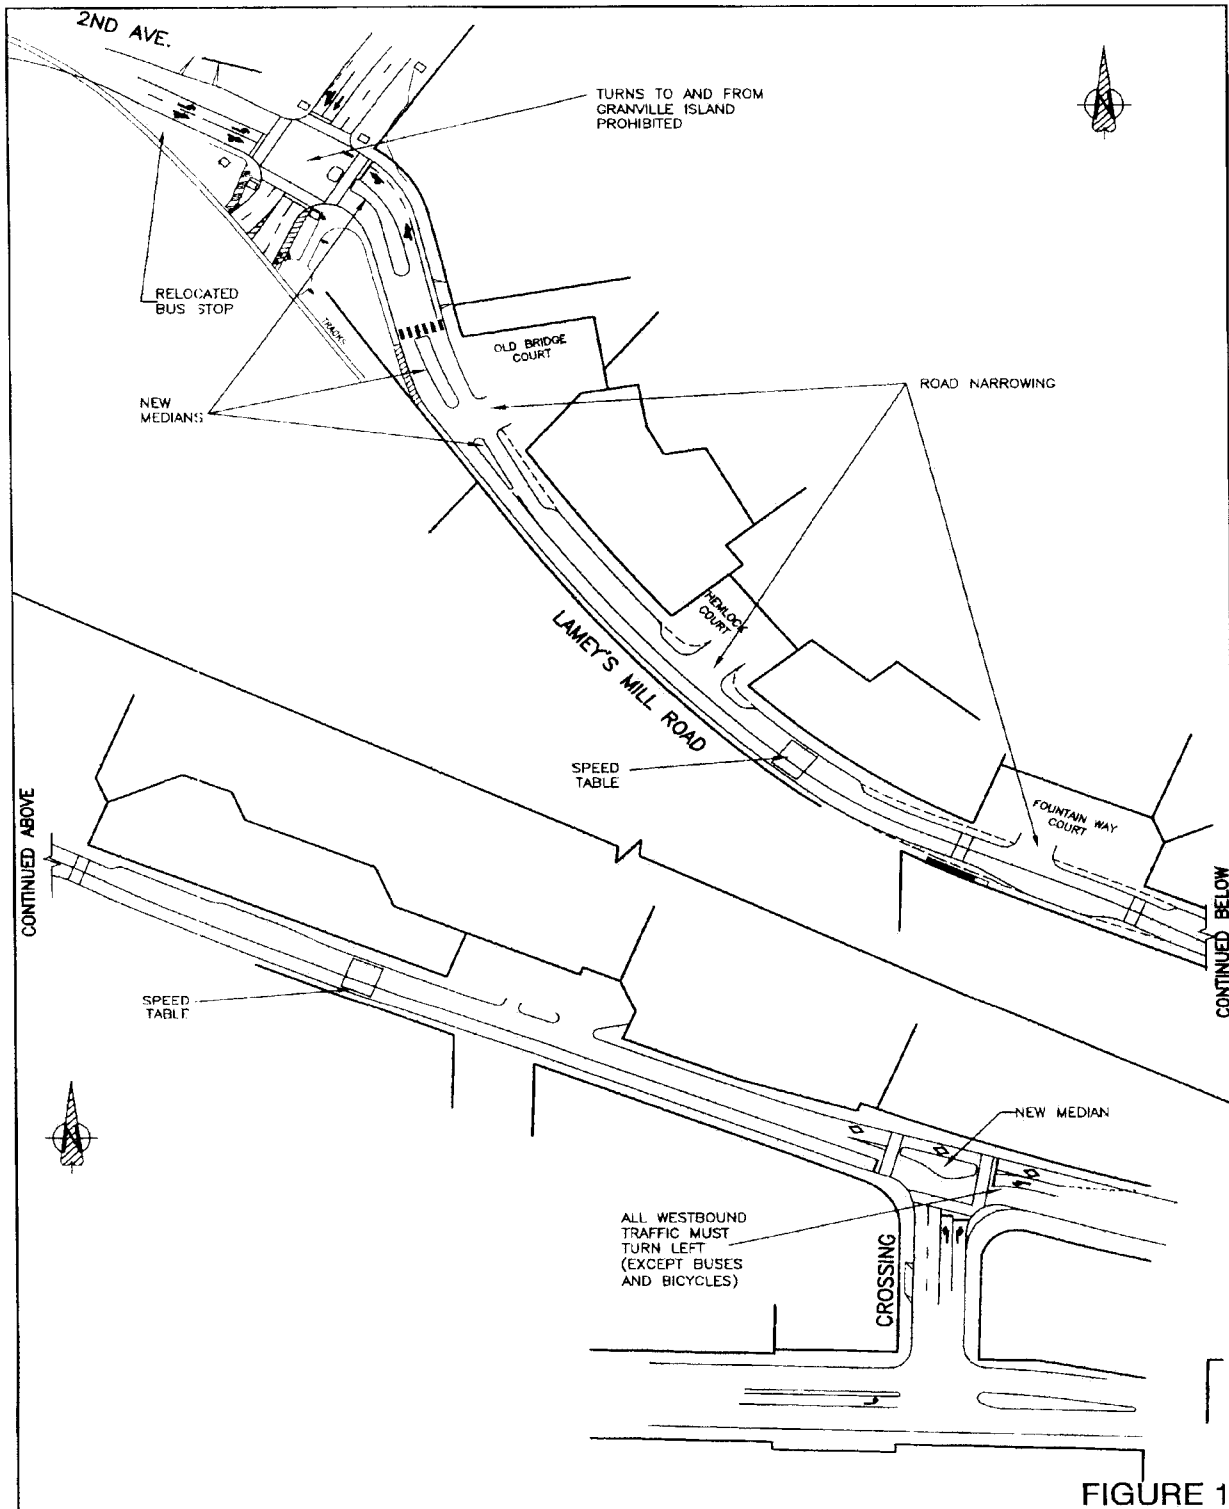 2ND AVE.
TURNS TO AND FROM
GRANVILLE ISLAND
PROHIBITED
N
RELOCATED
BUS STOP
TRACKS
OLD BRIDGE
COURT
NEW
MEDIANS
ROAD NARROWING
HEMLOCK
COURT
LAMEY'S MILL ROAD
SPEED
TABLE
FOUNTAIN WAY
COURT
CONTINUED ABOVE
CONTINUED BELOW
SPEED
TABLE
N
NEW MEDIAN
ALL WESTBOUND
TRAFFIC MUST
TURN LEFT
(EXCEPT BUSES
AND BICYCLES)
CROSSING
FIGURE 1